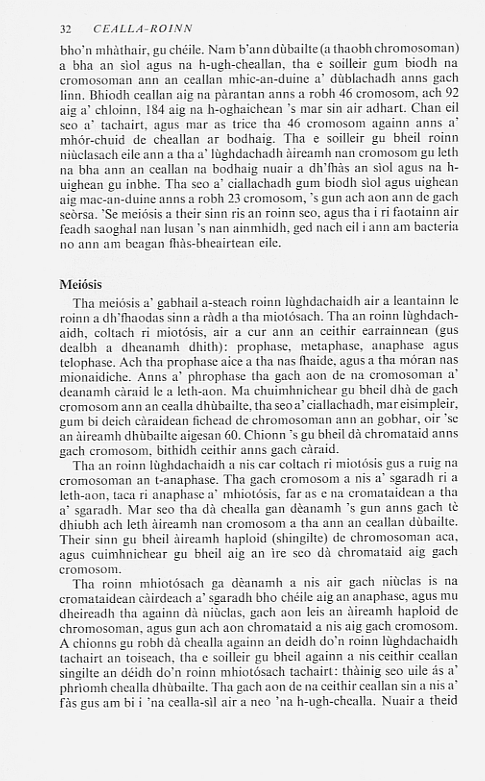 32 CEALLA-ROINN
bho'n mhàthair, gu chéile. Nam b'ann dùbailte (a thaobh chromosoman)
a bha an sìol agus na h-ugh-cheallan, tha e soilleir gum biodh na
cromosoman ann an ceallan mhic-an-duine a' dùblachadh anns gach
linn. Bhiodh ceallan aig na pàrantan anns a robh 46 cromosom, ach 92
aig a' chloinn, 184 aig na h-oghaichean 's mar sin air adhart. Chan eil
seo a' tachairt, agus mar as trice tha 46 cromosom againn anns a'
mhór-chuid de cheallan ar bodhaig. Tha e soilleir gu bheil roinn
niùclasach eile ann a tha a' lùghdachadh àireamh nan cromosom gu leth
na bha ann an ceallan na bodhaig nuair a dh'fhàs an sìol agus na h-
uighean gu inbhe. Tha seo a' ciallachadh gum biodh sìol agus uighean
aig mac-an-duine anns a robh 23 cromosom, 's gun ach aon ann de gach
seòrsa. 'Se meiósis a their sinn ris an roinn seo, agus tha i ri faotainn air
feadh saoghal nan lusan 's nan ainmhidh, ged nach eil i ann am bacteria
no ann am beagan fhàs-bheairtean eile.
Meiósis
Tha meiósis a' gabhail a-steach roinn lùghdachaidh air a leantainn le
roinn a dh'fhaodas sinn a ràdh a tha miotósach. Tha an roinn lùghdach-
aidh, coltach ri miotósis, air a cur ann an ceithir earrainnean (gus
dealbh a dheanamh dhith): prophase, metaphase, anaphase agus
telophase. Ach tha prophase aice a tha nas fhaide, agus a tha móran nas
mionaidiche. Anns a' phrophase tha gach aon de na cromosoman a'
deanamh càraid le a leth-aon. Ma chuimhnichear gu bheil dhà de gach
cromosom ann an cealla dhùbailte, tha seo a' ciallachadh, mar eisimpleir,
gum bi deich càraidean fichead de chromosoman ann an gobhar, oir 'se
an àireamh dhùbailte aigesan 60. Chionn 's gu bheil dà chromataid anns
gach cromosom, bithidh ceithir anns gach càraid.
Tha an roinn lùghdachaidh a nis car coltach ri miotósis gus a ruig na
cromosoman an t-anaphase. Tha gach cromosom a nis a' sgaradh ri a
leth-aon, taca ri anaphase a' mhiotósis, far as e na cromataidean a tha
a' sgaradh. Mar seo tha dà chealla gan dèanamh 's gun anns gach tè
dhiubh ach leth àireamh nan cromosom a tha ann an ceallan dùbailte.
Their sinn gu bheil àireamh haploid (shingilte) de chromosoman aca,
agus cuimhnichear gu bheil aig an ìre seo dà chromataid aig gach
cromosom.
Tha roinn mhiotósach ga dèanamh a nis air gach niùclas is na
cromataidean càirdeach a' sgaradh bho chéile aig an anaphase, agus mu
dheireadh tha againn dà niùclas, gach aon leis an àireamh haploid de
chromosoman, agus gun ach aon chromataid a nis aig gach cromosom.
A chionns gu robh dà chealla againn an deidh do'n roinn lùghdachaidh
tachairt an toiseach, tha e soilleir gu bheil againn a nis ceithir ceallan
singilte an déidh do'n roinn mhiotósach tachairt: thàinig seo uile ás a'
phrìomh chealla dhùbailte. Tha gach aon de na ceithir ceallan sin a nis a'
fàs gus am bi i 'na cealla-sìl air a neo 'na h-ugh-chealla. Nuair a theid